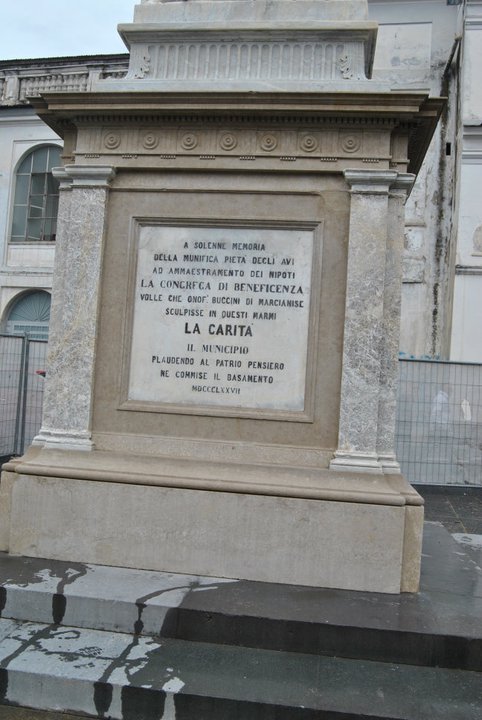 A SOLENNE MEMORIA
DELLA MUNIFICA PIETÀ DEGLI AVI
AD AMMAESTRAMENTO DEI NIPOTI
LA CONGREGA DI BENEFICENZA
VOLLE CHE ONOF.° BUCCINI DI MARCIANISE
SCULPISSE IN QUESTI MARMI
LA CARITÀ
IL MUNICIPIO
PLAUDENDO AL PATRIO PENSIERO
NE COMMISE IL BASAMENTO
MDCCCLXXVII